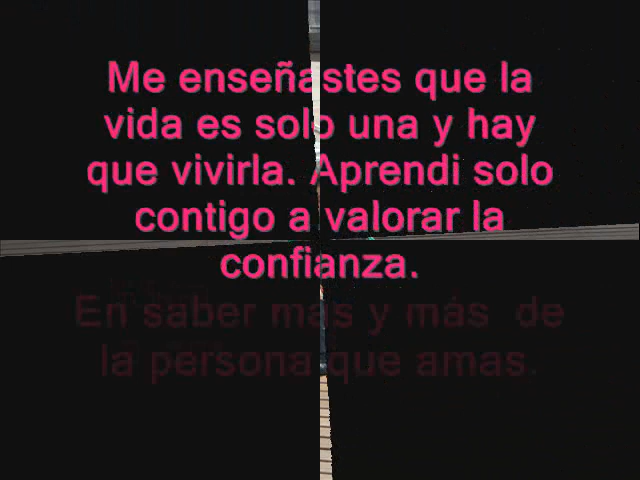 Me enseñastes que la
vida es solo una y hay
que vivirla. Aprendi solo
contigo a valorar la
confianza.
En saber mas y más de
la persona que amas.